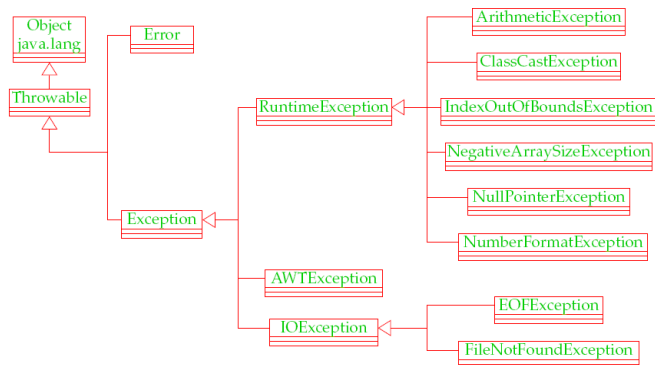 Object
java.lang
Throwable
Error
Exception
RuntimeException
AWTException
IOException
ArithmeticException
ClassCastException
IndexOutOfBoundsException
NegativeArraySizeException
NullPointerException
NumberFormatException
EOFException
FileNotFoundException